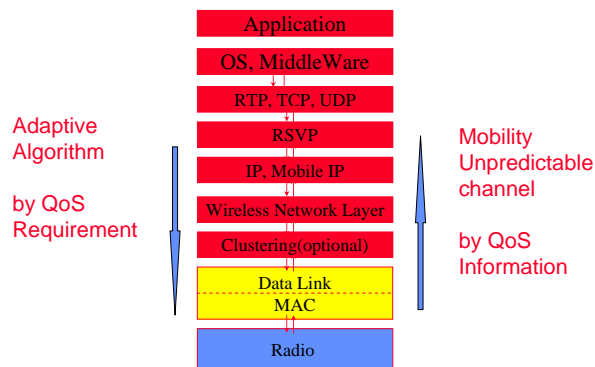 Application
OS, MiddleWare
RTP, TCP, UDP
RSVP
IP, Mobile IP
Wireless Network Layer
Clustering(optional)
Data Link
MAC
Radio
Adaptive
Algorithm
by QoS
Requirement
Mobility
Unpredictable
channel
by QoS
Information